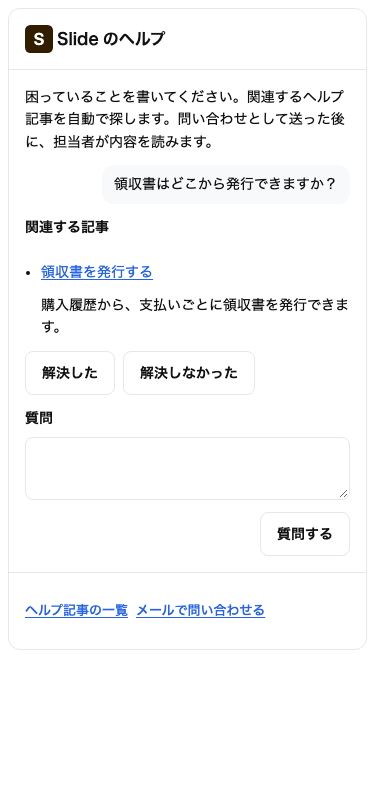 S Slide のヘルプ
困っていることを書いてください。関連するヘルプ
記事を自動で探します。問い合わせとして送った後
に、担当者が内容を読みます。
領収書はどこから発行できますか？
関連する記事
• 領収書を発行する
購入履歴から、支払いごとに領収書を発行できま
す。
解決した 解決しなかった
質問
質問する
ヘルプ記事の一覧 メールで問い合わせる